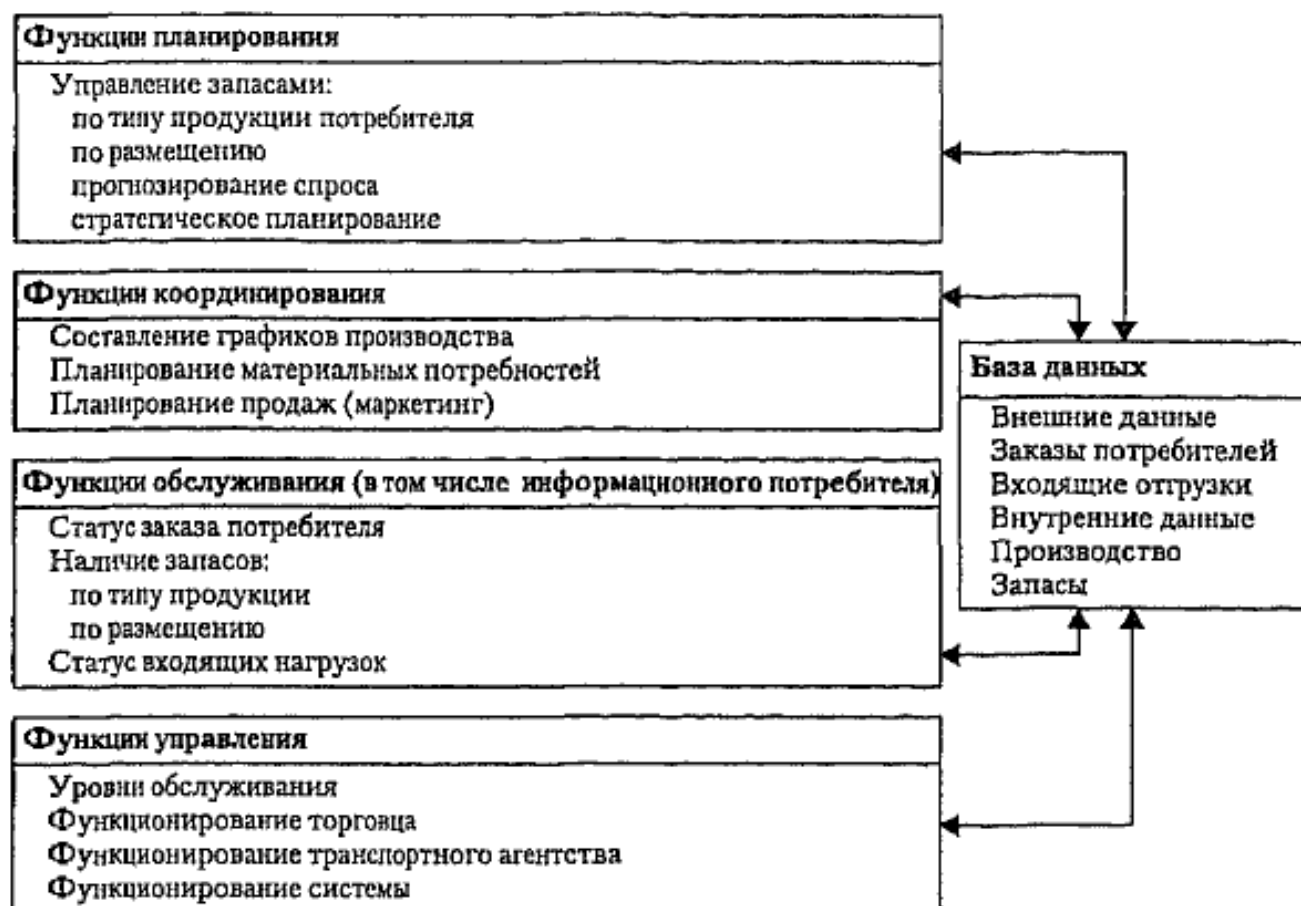 Функции планирования
Управление запасами:
по типу продукции потребителя
по размещению
прогнозирование спроса
стратегическое планирование
Функции координирования
Составление графиков производства
Планирование материальных потребностей
Планирование продаж (маркетинг)
Функции обслуживания (в том числе информационного потребителя)
Статус заказа потребителя
Наличие запасов:
по типу продукции
по размещению
Статус входящих нагрузок
Функции управления
Уровни обслуживания
Функционирование торговца
Функционирование транспортного агентства
Функционирование системы
База данных
Внешние данные
Заказы потребителей
Входящие отгрузки
Внутренние данные
Производство
Запасы